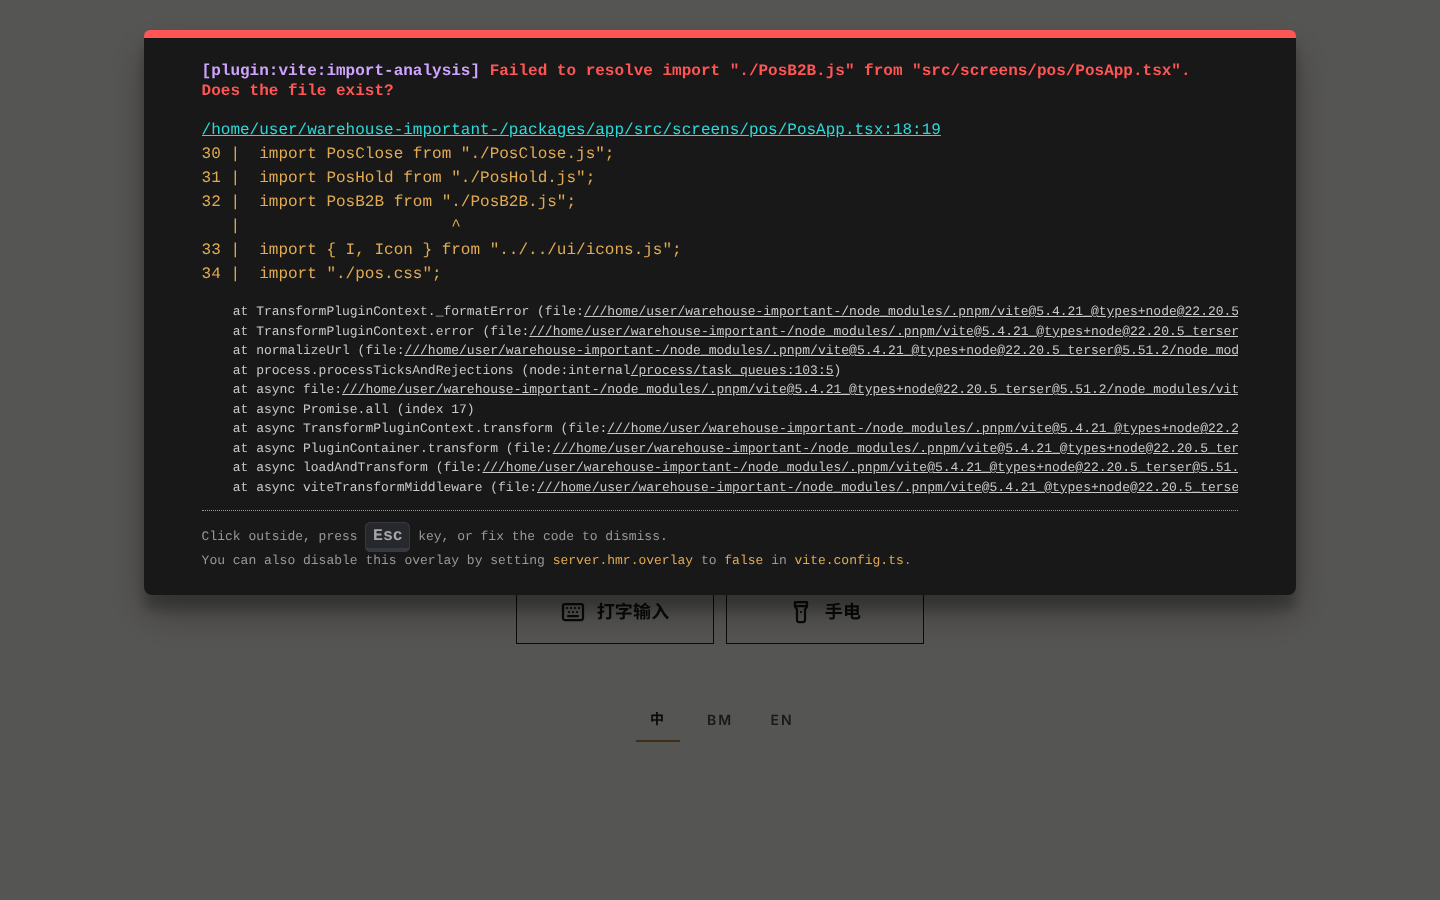 [plugin:vite:import-analysis] Failed to resolve import "./PosB2B.js" from "src/screens/pos/PosApp.tsx".
Does the file exist?
/home/user/warehouse-important-/packages/app/src/screens/pos/PosApp.tsx:18:19
30 |  import PosClose from "./PosClose.js";
31 |  import PosHold from "./PosHold.js";
32 |  import PosB2B from "./PosB2B.js";
   |                      ^
33 |  import { I, Icon } from "../../ui/icons.js";
34 |  import "./pos.css";
at TransformPluginContext._formatError (file:///home/user/warehouse-important-/node_modules/.pnpm/vite@5.4.21_@types+node@22.20.5
at TransformPluginContext.error (file:///home/user/warehouse-important-/node_modules/.pnpm/vite@5.4.21_@types+node@22.20.5_terser
at normalizeUrl (file:///home/user/warehouse-important-/node_modules/.pnpm/vite@5.4.21_@types+node@22.20.5_terser@5.51.2/node_mod
at process.processTicksAndRejections (node:internal/process/task_queues:103:5)
at async file:///home/user/warehouse-important-/node_modules/.pnpm/vite@5.4.21_@types+node@22.20.5_terser@5.51.2/node_modules/vit
at async Promise.all (index 17)
at async TransformPluginContext.transform (file:///home/user/warehouse-important-/node_modules/.pnpm/vite@5.4.21_@types+node@22.2
at async PluginContainer.transform (file:///home/user/warehouse-important-/node_modules/.pnpm/vite@5.4.21_@types+node@22.20.5_ter
at async loadAndTransform (file:///home/user/warehouse-important-/node_modules/.pnpm/vite@5.4.21_@types+node@22.20.5_terser@5.51.
at async viteTransformMiddleware (file:///home/user/warehouse-important-/node_modules/.pnpm/vite@5.4.21_@types+node@22.20.5_terse
Click outside, press Esc key, or fix the code to dismiss.
You can also disable this overlay by setting server.hmr.overlay to false in vite.config.ts.
打字输入 手电
中 BM EN